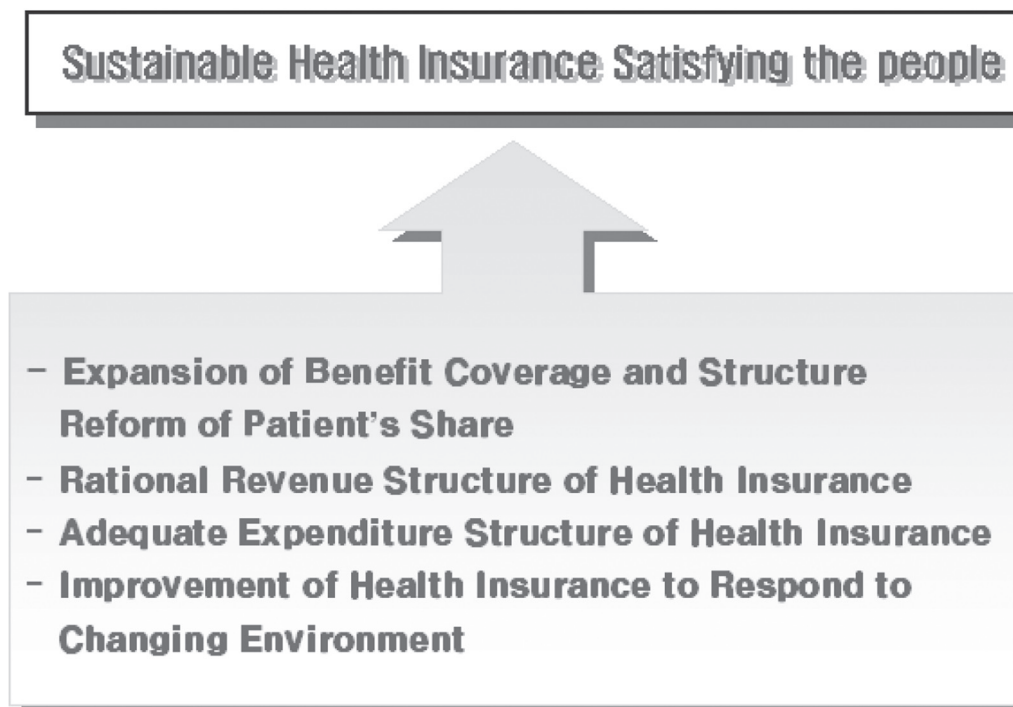 Sustainable Health Insurance Satisfying the people
– Expansion of Benefit Coverage and Structure
Reform of Patient's Share
– Rational Revenue Structure of Health Insurance
– Adequate Expenditure Structure of Health Insurance
– Improvement of Health Insurance to Respond to
Changing Environment